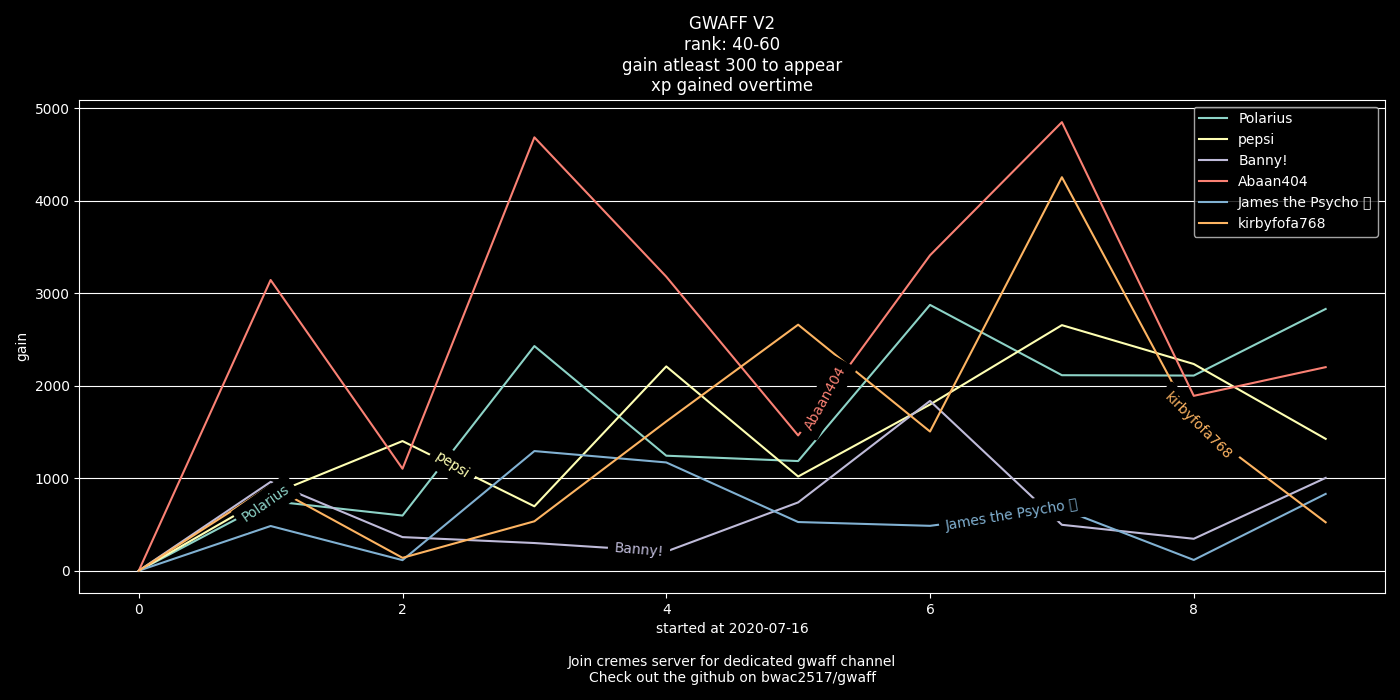 GWAFF V2
rank: 40-60
gain atleast 300 to appear
xp gained overtime
5000
4000
3000
2000
1000
0
gain
Polarius
pepsi
Banny!
Abaan404
James the Psycho
kirbyfofa768
Polarius
pepsi
Banny!
Abaan404
James the Psycho
kirbyfofa768
0
2
4
6
8
started at 2020-07-16
Join cremes server for dedicated gwaff channel
Check out the github on bwac2517/gwaff